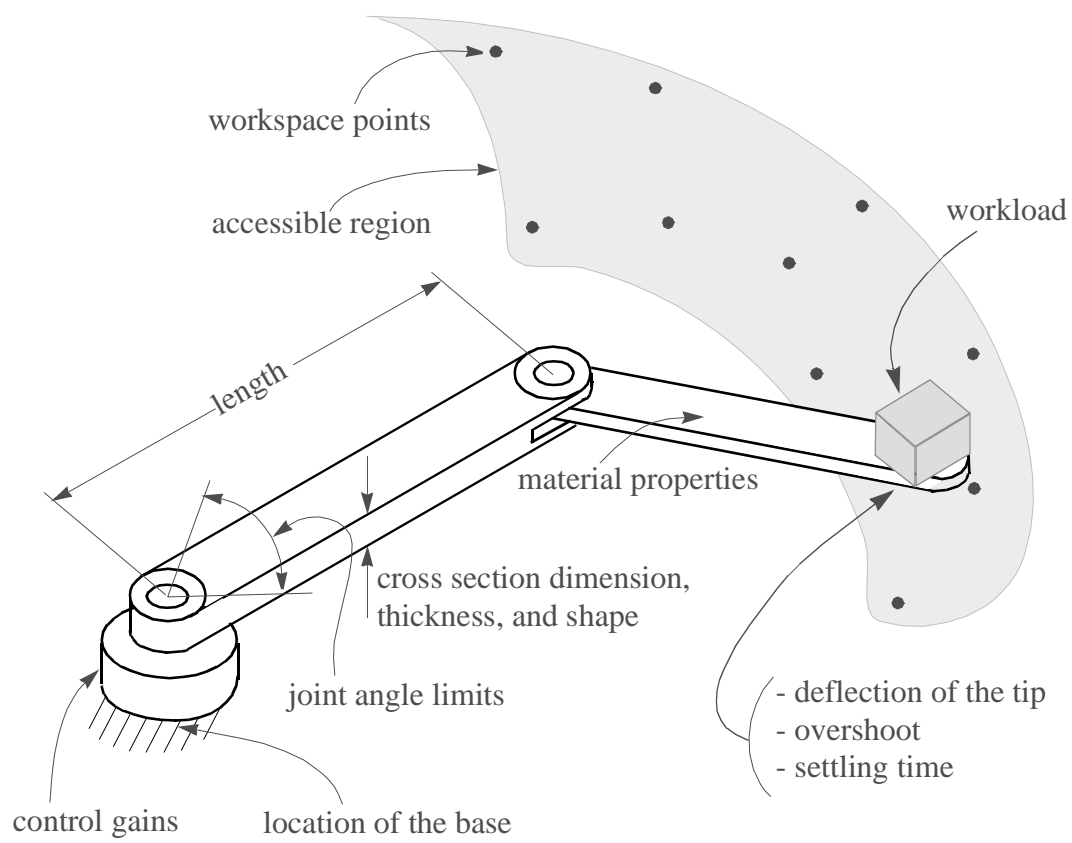 workspace points
accessible region
workload
length
material properties
cross section dimension,
thickness, and shape
joint angle limits
- deflection of the tip
- overshoot
- settling time
control gains
location of the base